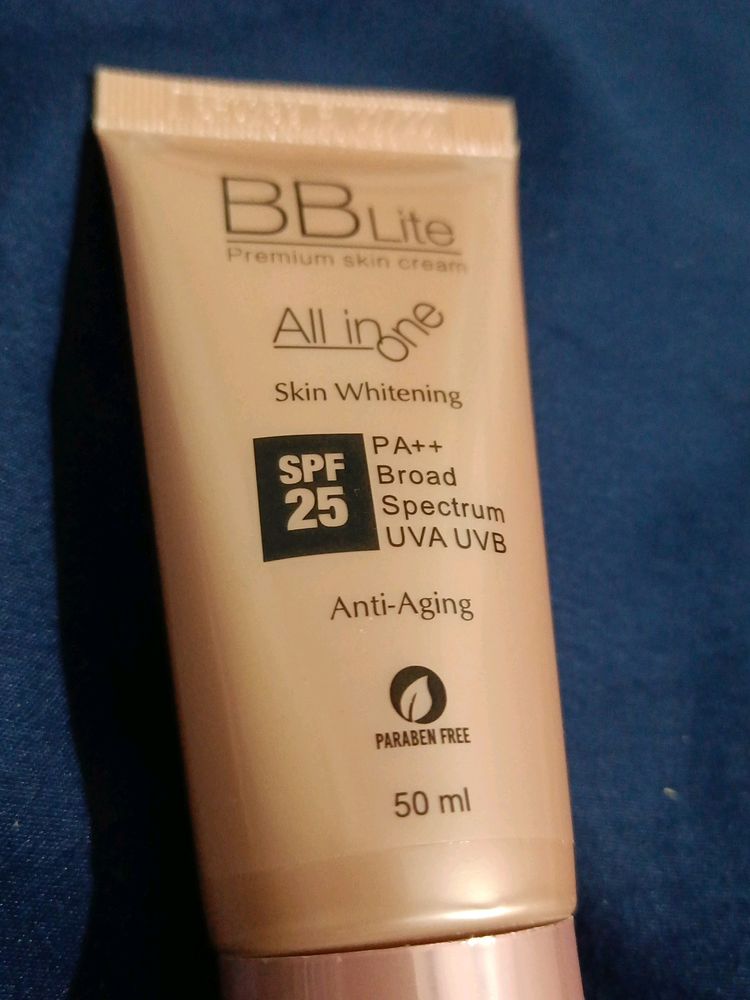 BB Lite
Premium skin cream
All in one
Skin Whitening
SPF
25
PA++
Broad
Spectrum
UVA UVB
Anti-Aging
PARABEN FREE
50 ml